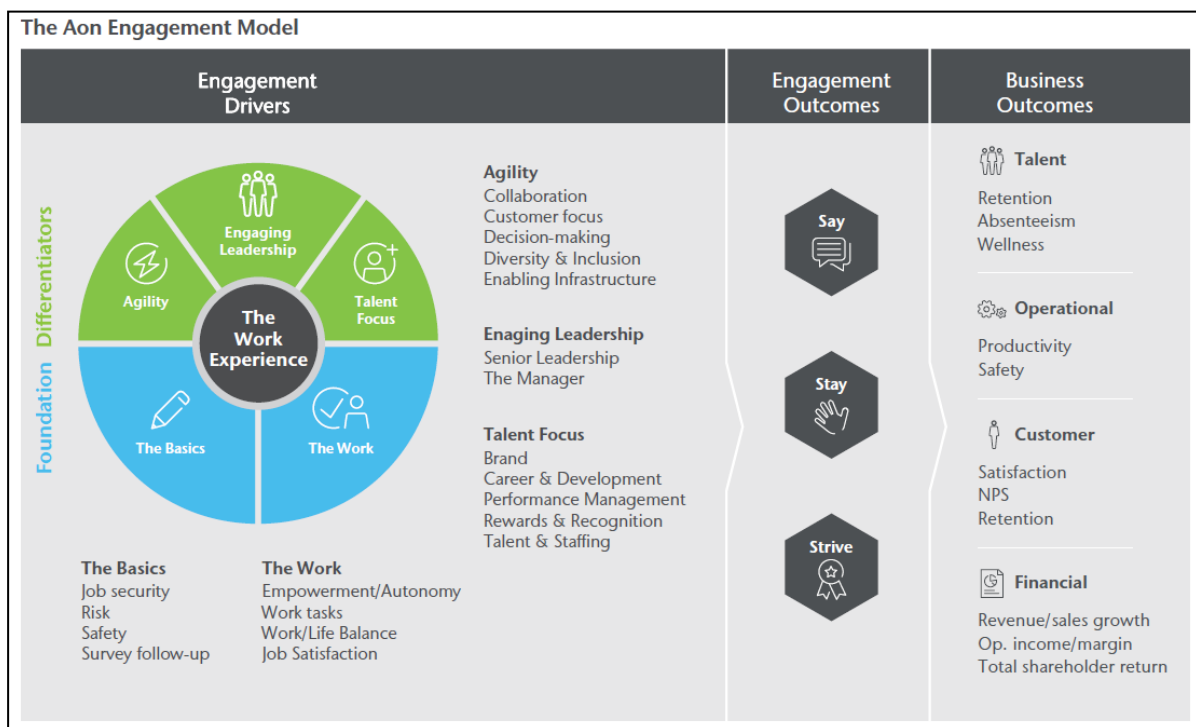 The Aon Engagement Model
Engagement
Drivers
Engagement
Outcomes
Business
Outcomes
Differentiators
Foundation
Engaging
Leadership
Agility
Talent
Focus
The
Work
Experience
The Basics
The Work
The Basics
Job security
Risk
Safety
Survey follow-up
The Work
Empowerment/Autonomy
Work tasks
Work/Life Balance
Job Satisfaction
Agility
Collaboration
Customer focus
Decision-making
Diversity & Inclusion
Enabling Infrastructure
Enaging Leadership
Senior Leadership
The Manager
Talent Focus
Brand
Career & Development
Performance Management
Rewards & Recognition
Talent & Staffing
Say
Stay
Strive
Talent
Retention
Absenteeism
Wellness
Operational
Productivity
Safety
Customer
Satisfaction
NPS
Retention
Financial
Revenue/sales growth
Op. income/margin
Total shareholder return